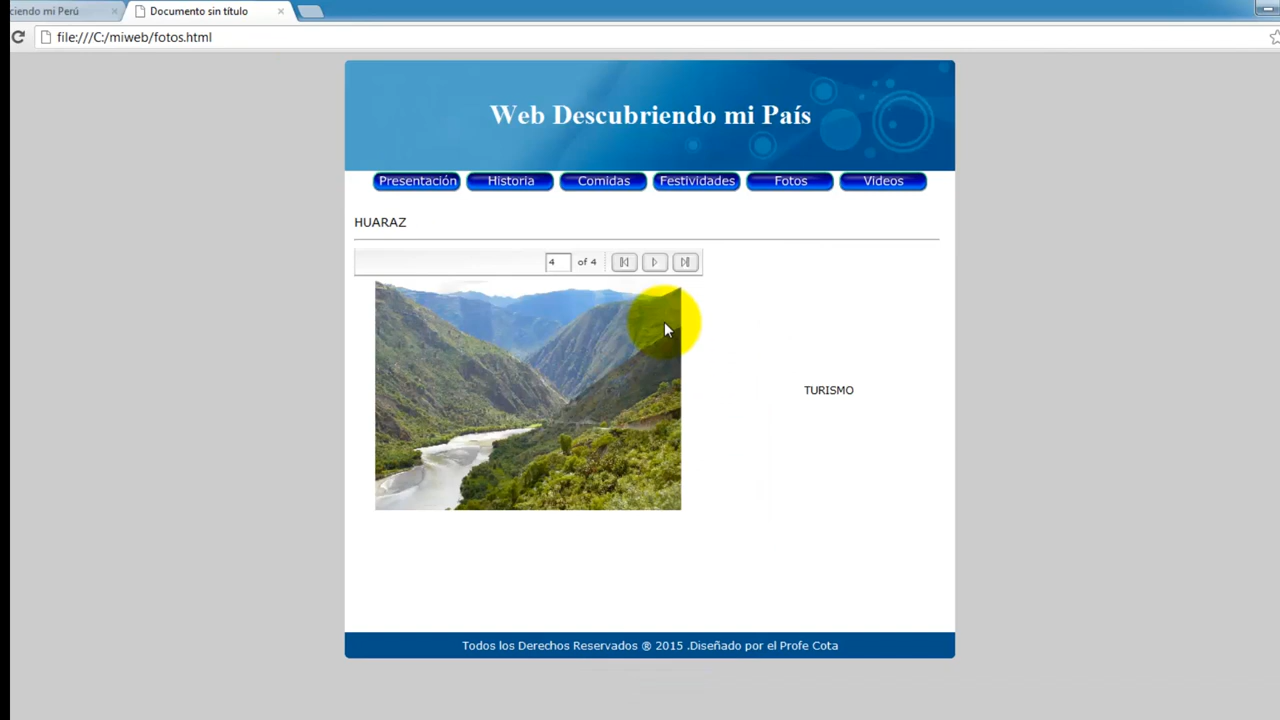 ciendo mi Perú
Documento sin título
file:///C:/miweb/fotos.html
Web Descubriendo mi País
Presentación Historia Comidas Festividades Fotos Videos
HUARAZ
4 of 4
TURISMO
Todos los Derechos Reservados ® 2015 .Diseñado por el Profe Cota